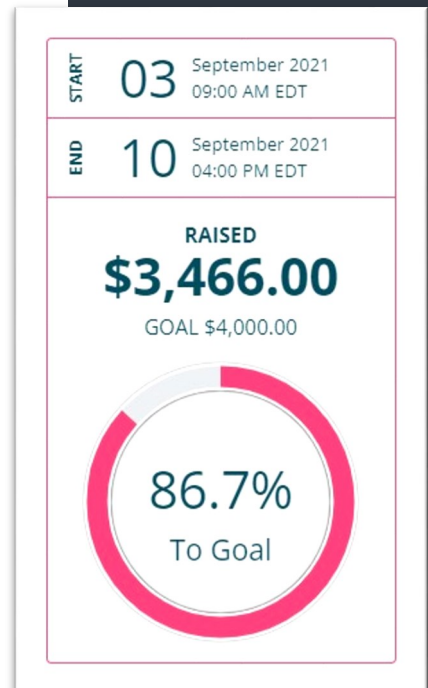 START
03
September 2021
09:00 AM EDT
END
10
September 2021
04:00 PM EDT
RAISED
$3,466.00
GOAL $4,000.00
86.7%
To Goal